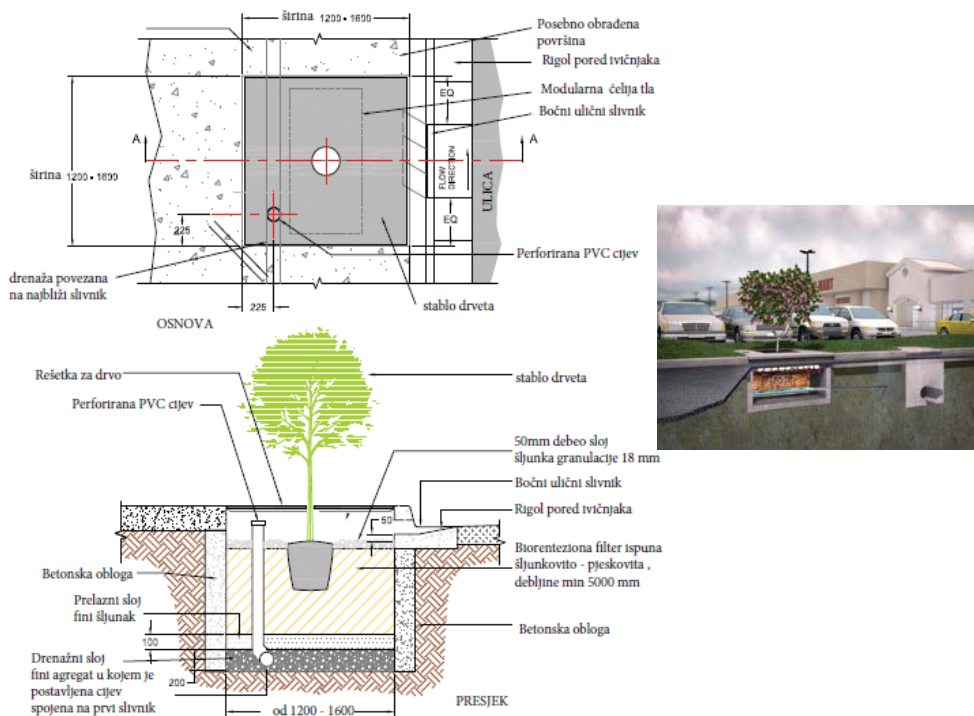 širina 1200 • 1600
Posebno obrađena
površina
Rigol pored ivičnjaka
Modularna ćelija tla
Bočni ulični slivnik
EQ
A
A
širina 1200 • 1600
FLOW
DIRECTION
ULICA
EQ
225
Perforirana PVC cijev
drenaža povezana
na najbliži slivnik
225
stablo drveta
OSNOVA
Rešetka za drvo
stablo drveta
Perforirana PVC cijev
50mm debeo sloj
šljunka granulacije 18 mm
Bočni ulični slivnik
50
Rigol pored ivičnjaka
Biorenteziona filter ispuna
šljunkovito - pjeskovita ,
debljine min 5000 mm
Betonska obloga
Prelazni sloj
fini šljunak
Betonska obloga
100
Drenažni sloj
fini agregat u kojem je
postavljena cijev
spojena na prvi slivnik
200
od 1200 - 1600
PRESJEK